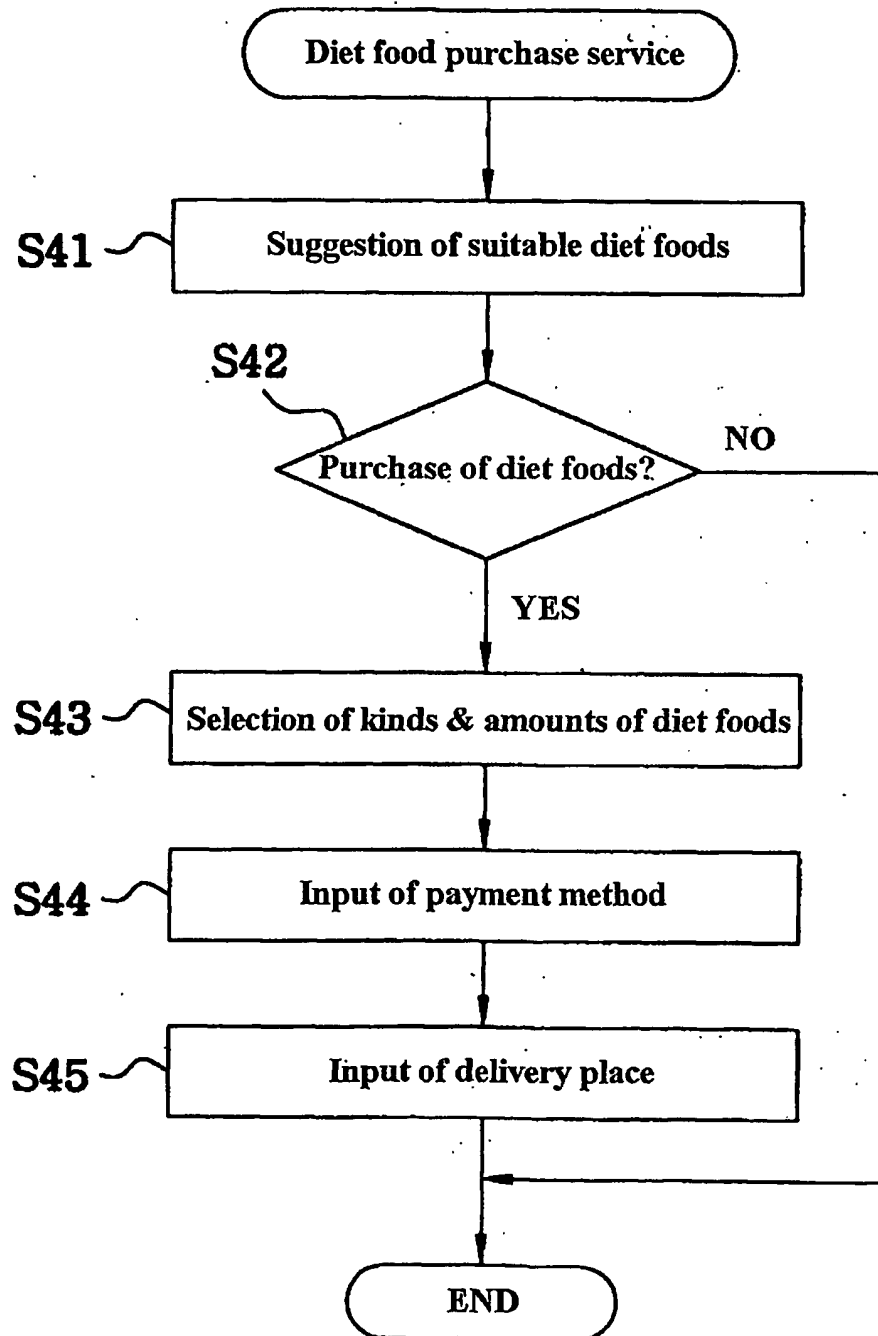 Diet food purchase service
S41
Suggestion of suitable diet foods
S42
Purchase of diet foods?
NO
YES
S43
Selection of kinds & amounts of diet foods
S44
Input of payment method
S45
Input of delivery place
END